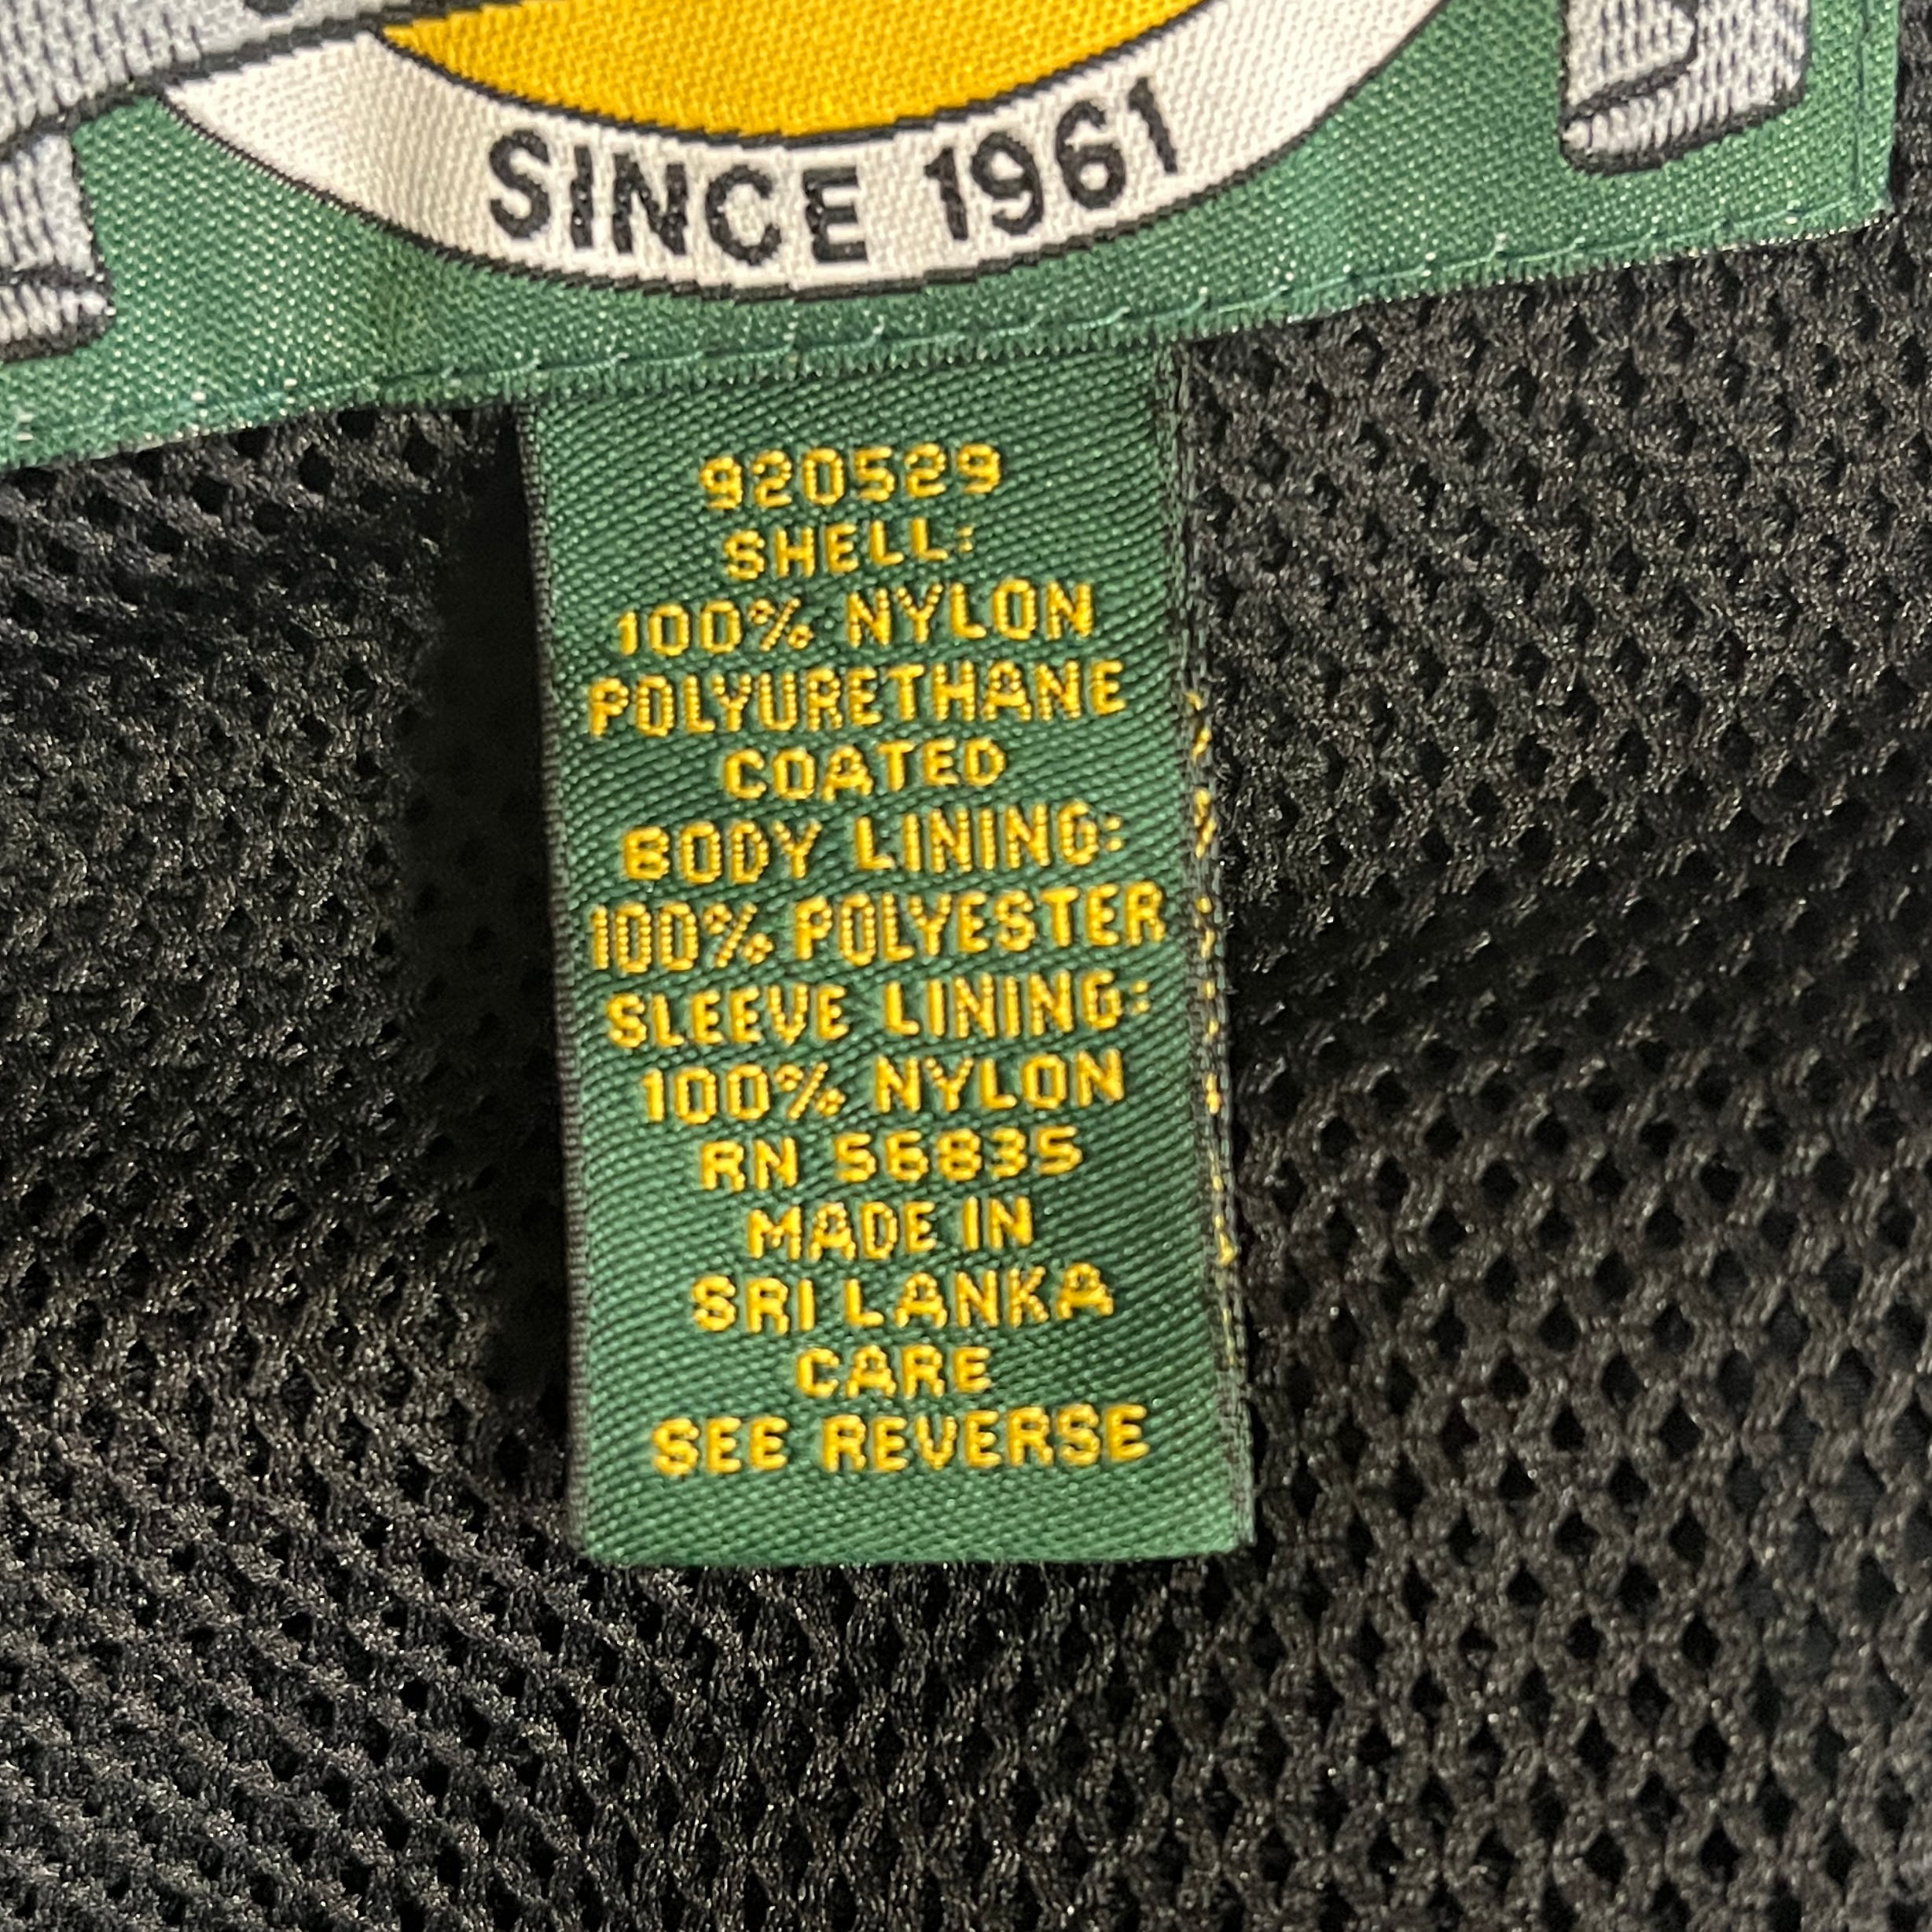 SINCE 1961
920529
SHELL:
100% NYLON
POLYURETHANE
COATED
BODY LINING:
100% POLYESTER
SLEEVE LINING:
100% NYLON
RN 56835
MADE IN
SRI LANKA
CARE
SEE REVERSE